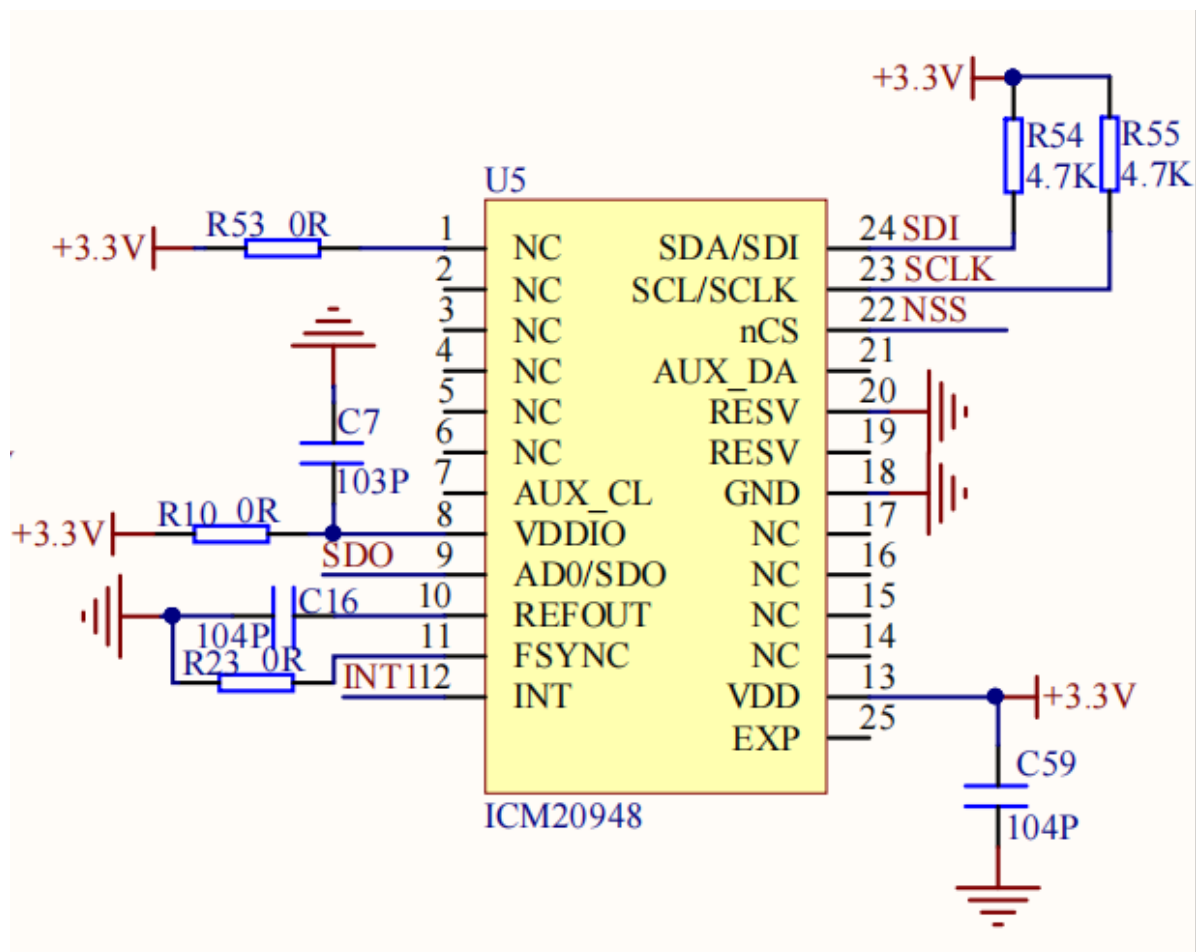 +3.3V
R54
4.7K
R55
4.7K
U5
R53 0R
+3.3V
1
NC
SDA/SDI
24
SDI
2
NC
SCL/SCLK
23
SCLK
3
NC
nCS
22
NSS
4
NC
AUX_DA
21
5
NC
RESV
20
6
NC
RESV
19
7
AUX_CL
GND
18
C7
103P
+3.3V
R10 0R
8
VDDIO
NC
17
SDO
9
AD0/SDO
NC
16
C16
104P
10
REFOUT
NC
15
R23 0R
11
FSYNC
NC
14
INT1
12
INT
VDD
13
+3.3V
EXP
25
C59
104P
ICM20948